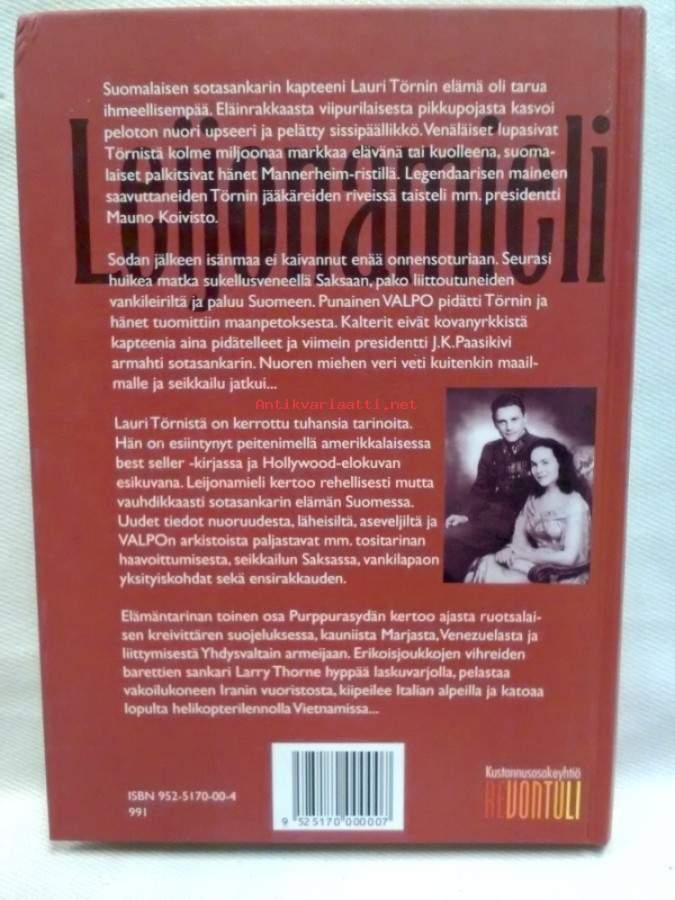 Leijonamieli
Suomalaisen sotasankarin kapteeni Lauri Törnin elämä oli tarua
ihmeellisempää. Eläinrakkaasta viipurilaisesta pikkupojasta kasvoi
peloton nuori upseeri ja pelätty sissipäällikkö. Venäläiset lupasivat
Törnistä kolme miljoonaa markkaa elävänä tai kuolleena, suoma-
laiset palkitsivat hänet Mannerheim-ristillä. Legendaarisen maineen
saavuttaneiden Törnin jääkäreiden riveissä taisteli mm. presidentti
Mauno Koivisto.
Sodan jälkeen isänmaa ei kaivannut enää onnensoturiaan. Seurasi
huikea matka sukellusveneellä Saksaan, pako liittoutuneiden
vankileiriltä ja paluu Suomeen. Punainen VALPO pidätti Törnin ja
hänet tuomittiin maanpetoksesta. Kalterit eivät kovanyrkkistä
kapteenia aina pidätelleet ja viimein presidentti J.K.Paasikivi
armahti sotasankarin. Nuoren miehen veri veti kuitenkin maail-
malle ja seikkailu jatkui...
Antikvariaatti.net
Lauri Törnistä on kerrottu tuhansia tarinoita.
Hän on esiintynyt peitenimellä amerikkalaisessa
best seller -kirjassa ja Hollywood-elokuvan
esikuvana. Leijonamieli kertoo rehellisesti mutta
vauhdikkaasti sotasankarin elämän Suomessa.
Uudet tiedot nuoruudesta, läheisiltä, aseveljiltä ja
VALPOn arkistoista paljastavat mm. tositarinan
haavoittumisesta, seikkailun Saksassa, vankilapaon
yksityiskohdat sekä ensirakkauden.
Elämäntarinan toinen osa Purppurasydän kertoo ajasta ruotsalai-
sen kreivittären suojeluksessa, kauniista Marjasta, Venezuelasta ja
liittymisestä Yhdysvaltain armeijaan. Erikoisjoukkojen vihreiden
barettien sankari Larry Thorne hyppää laskuvarjolla, pelastaa
vakoilukoneen Iranin vuoristosta, kiipeilee Italian alpeilla ja katoaa
lopulta helikopterilennolla Vietnamissa...
ISBN 952-5170-00-4
991
9 525170 000007
Kustannusosakeyhtiö
REVONTULI